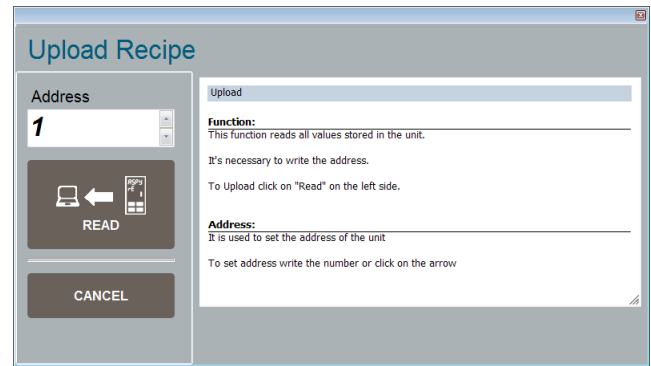 Upload Recipe
Address
1
READ
CANCEL
Upload
Function:
This function reads all values stored in the unit.
It's necessary to write the address.
To Upload click on "Read" on the left side.
Address:
It is used to set the address of the unit
To set address write the number or click on the arrow